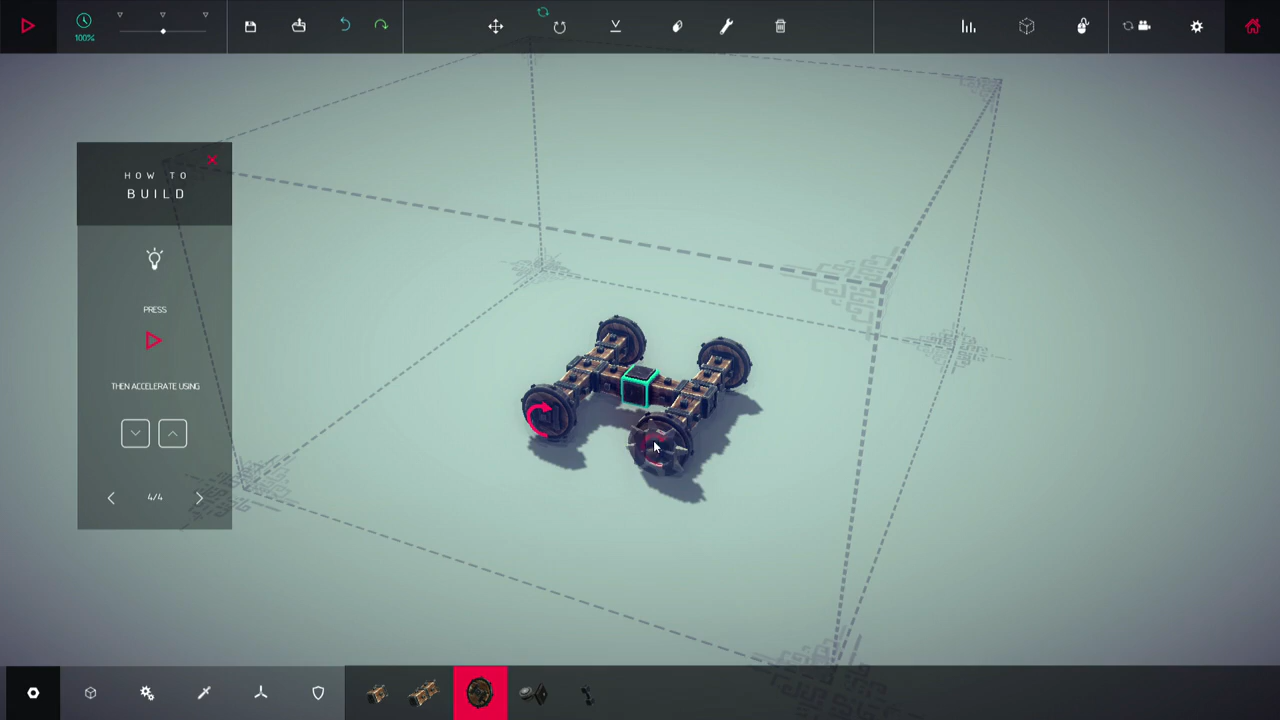 100%
HOW TO
BUILD
PRESS
THEN ACCELERATE USING
4/4